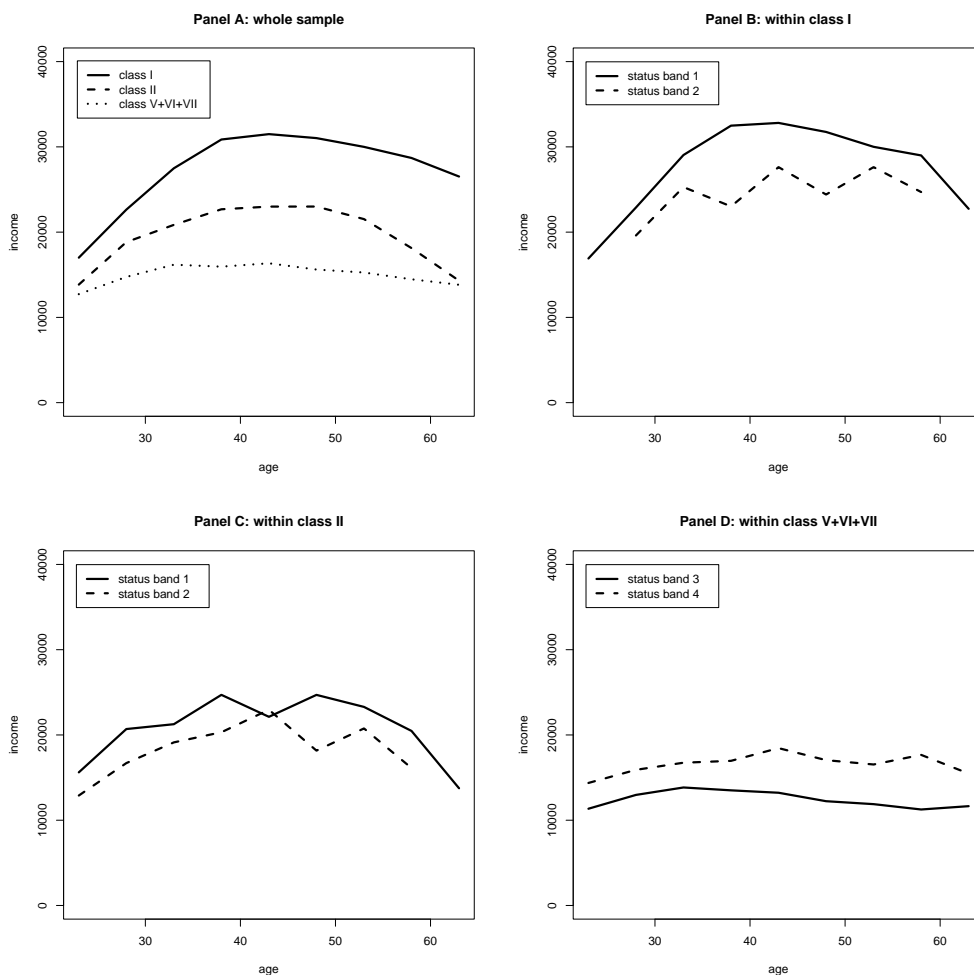 Panel A: whole sample
class I
class II
class V+VI+VII
40000
30000
20000
10000
0
income
30
40
50
60
age
Panel B: within class I
status band 1
status band 2
40000
30000
20000
10000
0
income
30
40
50
60
age
Panel C: within class II
status band 1
status band 2
40000
30000
20000
10000
0
income
30
40
50
60
age
Panel D: within class V+VI+VII
status band 3
status band 4
40000
30000
20000
10000
0
income
30
40
50
60
age